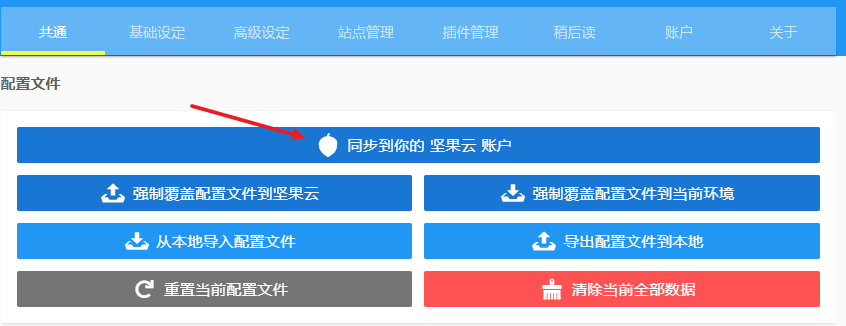 共通 基础设定 高级设定 站点管理 插件管理 稍后读 账户 关于
配置文件
同步到你的 坚果云 账户
强制覆盖配置文件到坚果云 强制覆盖配置文件到当前环境
从本地导入配置文件 导出配置文件到本地
重置当前配置文件 清除当前全部数据